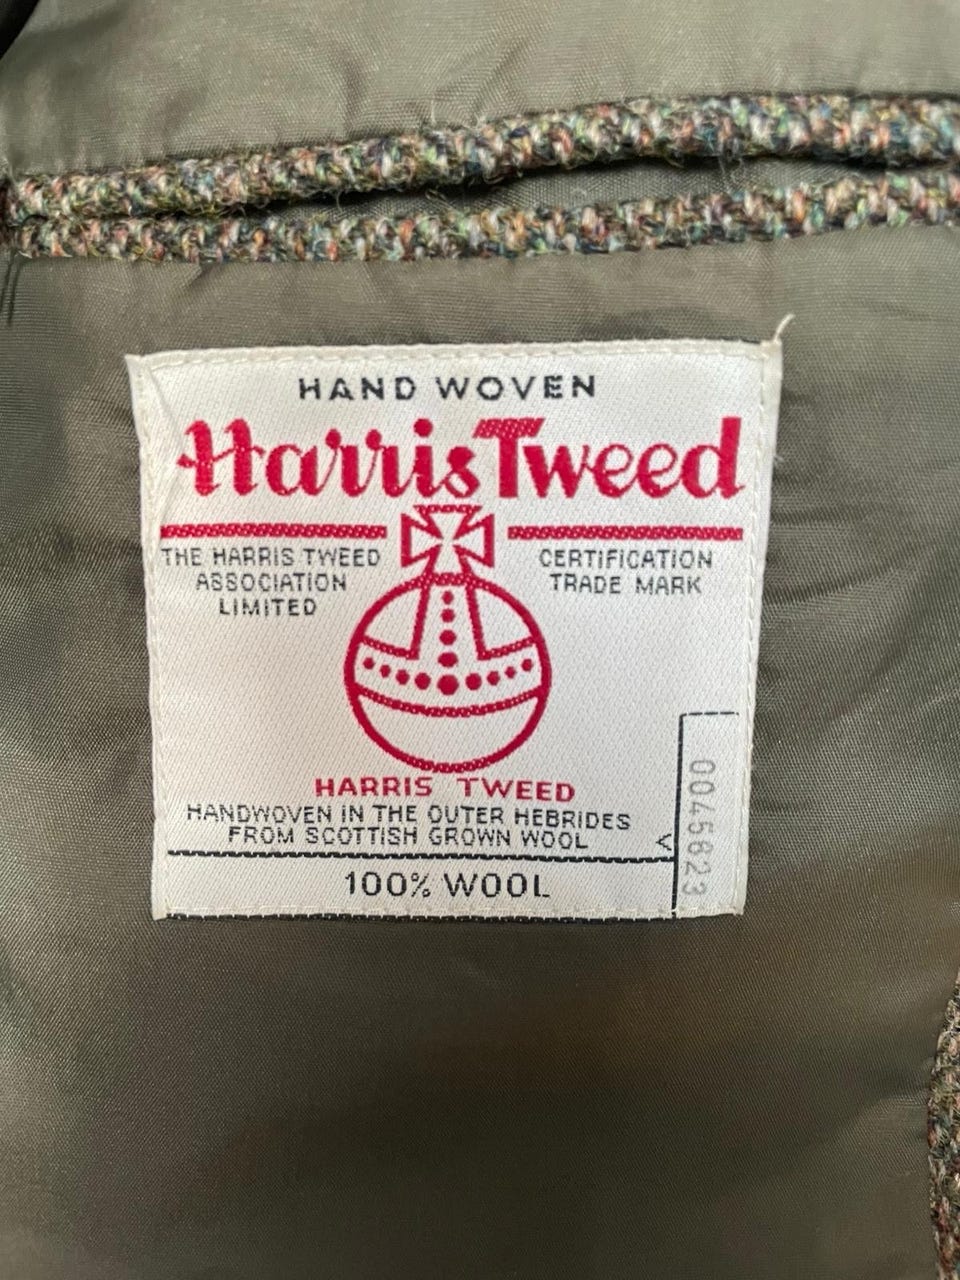 HAND WOVEN
Harris Tweed
THE HARRIS TWEED
ASSOCIATION
LIMITED
CERTIFICATION
TRADE MARK
HARRIS TWEED
HANDWOVEN IN THE OUTER HEBRIDES
FROM SCOTTISH GROWN WOOL
<
100% WOOL
0045823